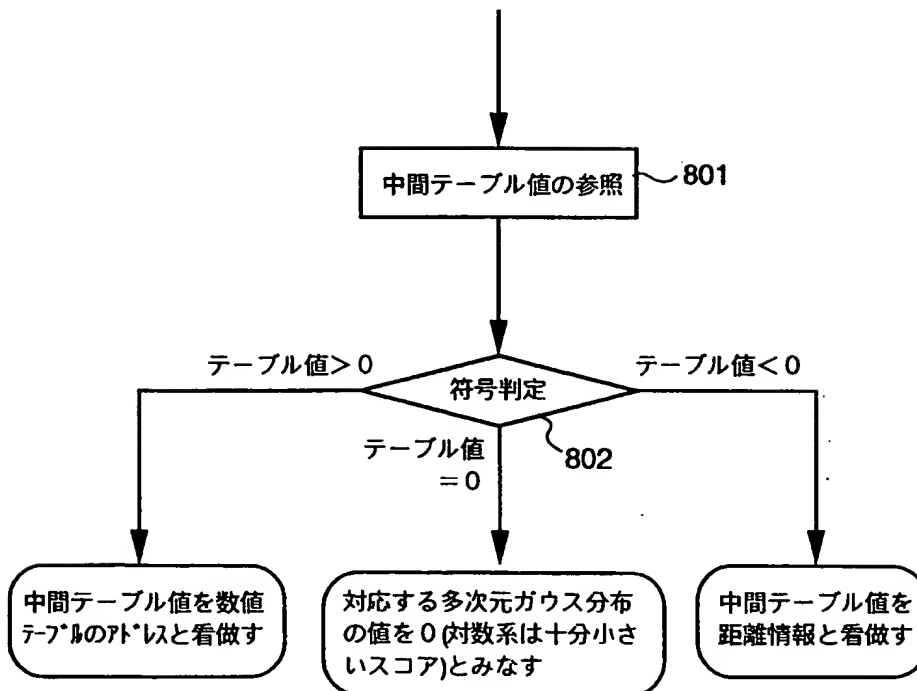 中間テーブル値の参照
801
テーブル値＞0
テーブル値＜0
符号判定
テーブル値
＝0
802
中間テーブル値を数値
ﾃｰﾌﾞﾙのｱﾄﾞﾚｽと看做す
対応する多次元ガウス分布
の値を0(対数系は十分小さ
いスコア)とみなす
中間テーブル値を
距離情報と看做す